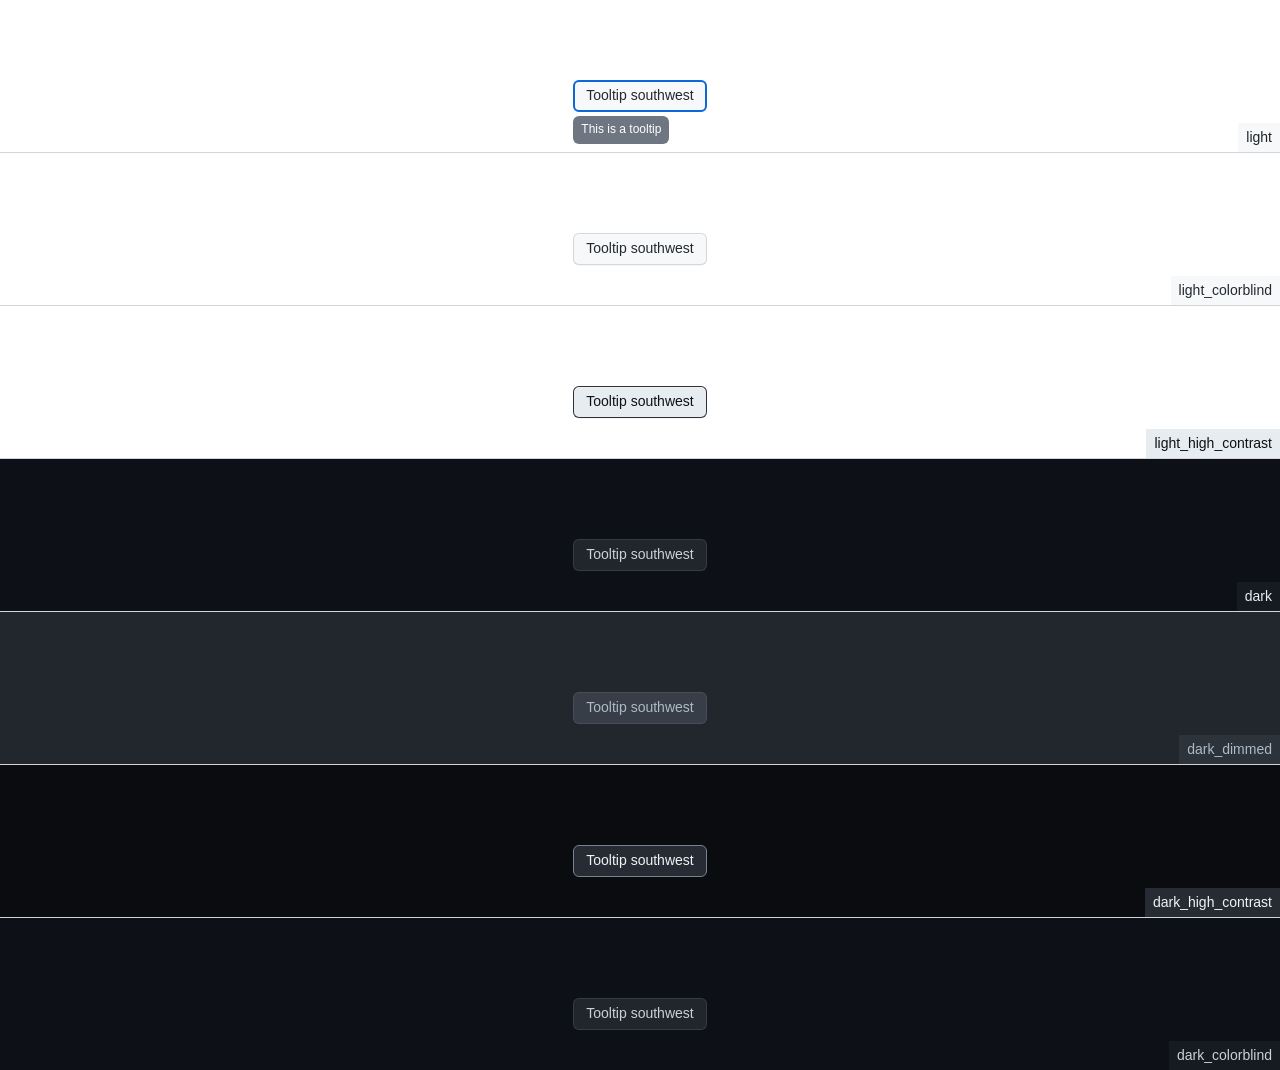 Tooltip southwest
This is a tooltip
light
Tooltip southwest
light_colorblind
Tooltip southwest
light_high_contrast
Tooltip southwest
dark
Tooltip southwest
dark_dimmed
Tooltip southwest
dark_high_contrast
Tooltip southwest
dark_colorblind